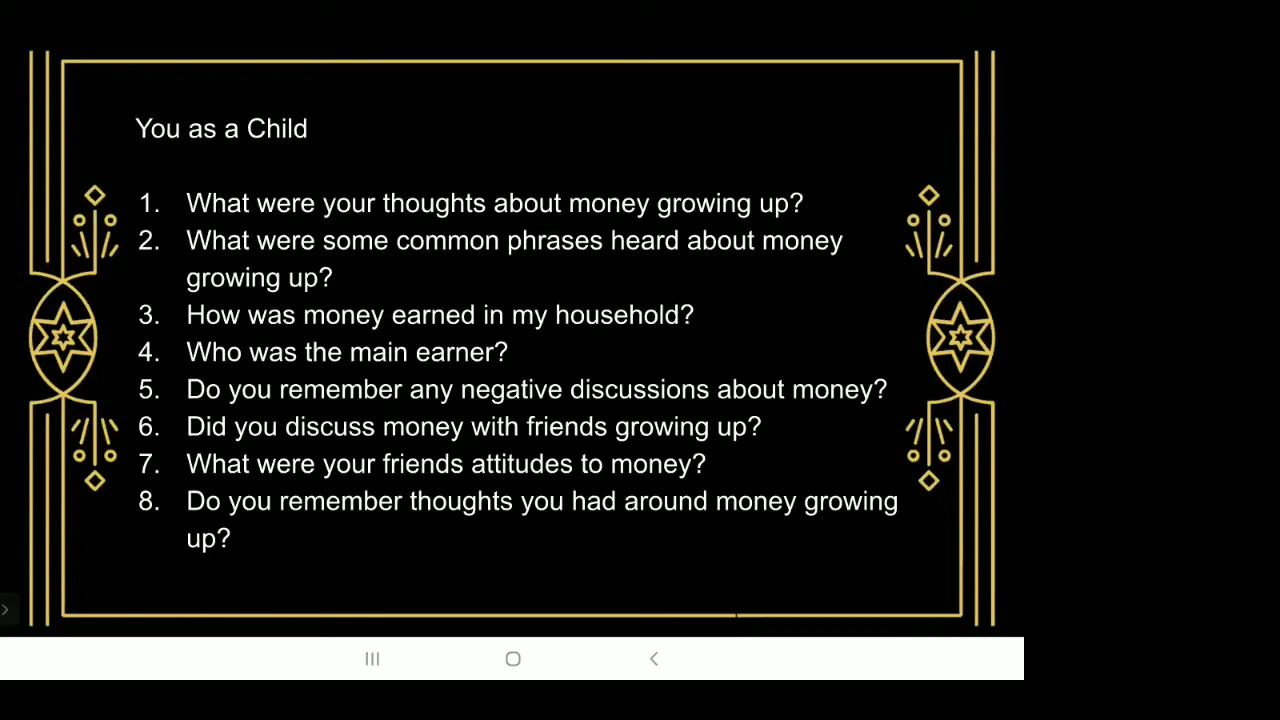 You as a Child
1. What were your thoughts about money growing up?
2. What were some common phrases heard about money
growing up?
3. How was money earned in my household?
4. Who was the main earner?
5. Do you remember any negative discussions about money?
6. Did you discuss money with friends growing up?
7. What were your friends attitudes to money?
8. Do you remember thoughts you had around money growing
up?